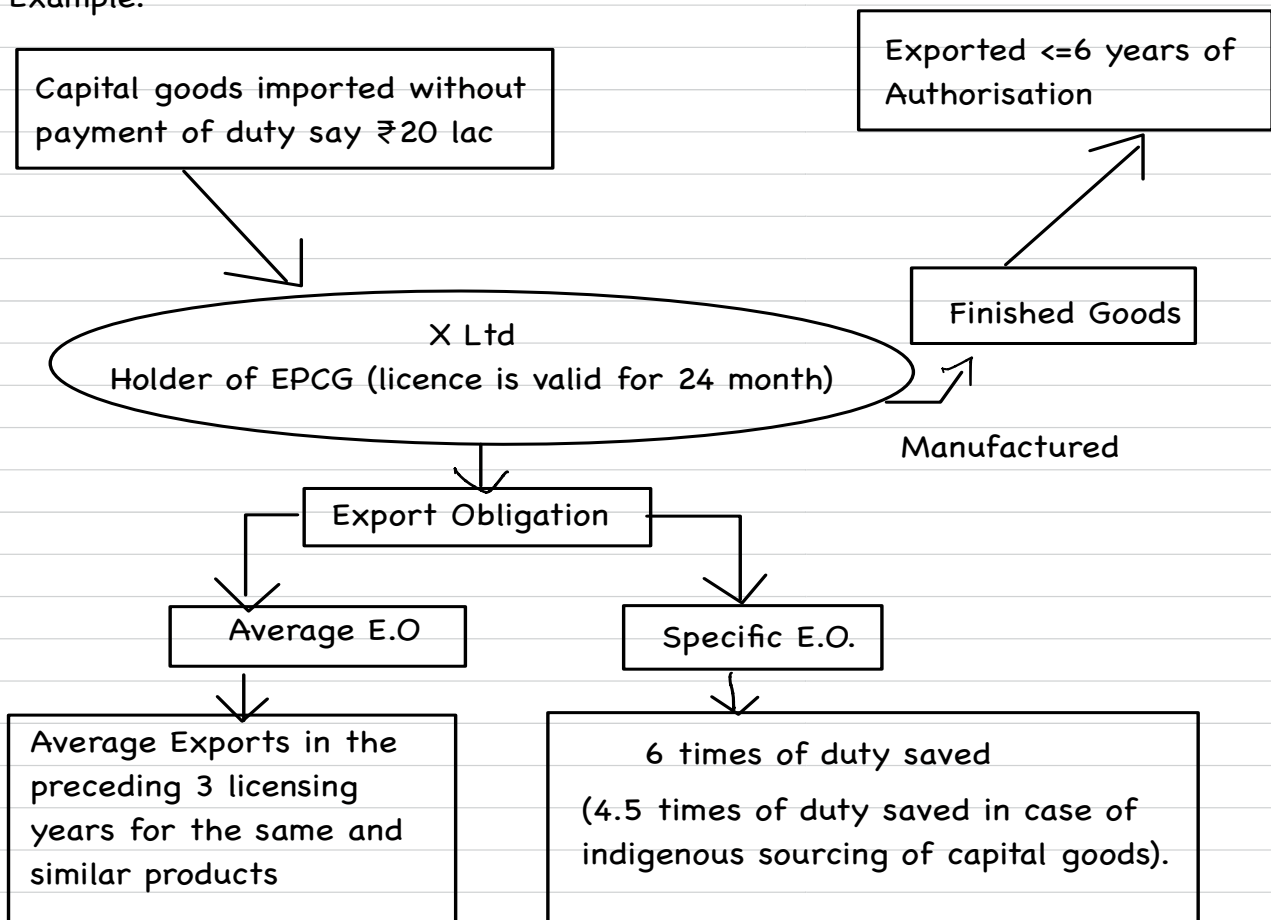 Example:
Capital goods imported without
payment of duty say ₹20 lac
Exported <=6 years of
Authorisation
X Ltd
Holder of EPCG (licence is valid for 24 month)
Finished Goods
Manufactured
Export Obligation
Average E.O
Specific E.O.
Average Exports in the
preceding 3 licensing
years for the same and
similar products
6 times of duty saved
(4.5 times of duty saved in case of
indigenous sourcing of capital goods).